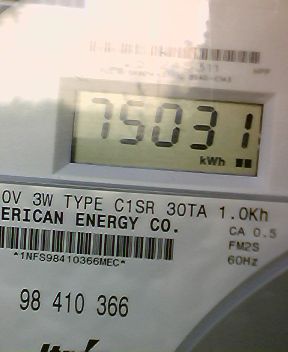 75031
kWh
0V 3W TYPE C1SR 30TA 1.0Kh
ERICAN ENERGY CO.
CA 0.5
FM2S
*1NFS98410366MEC*
60Hz
98 410 366